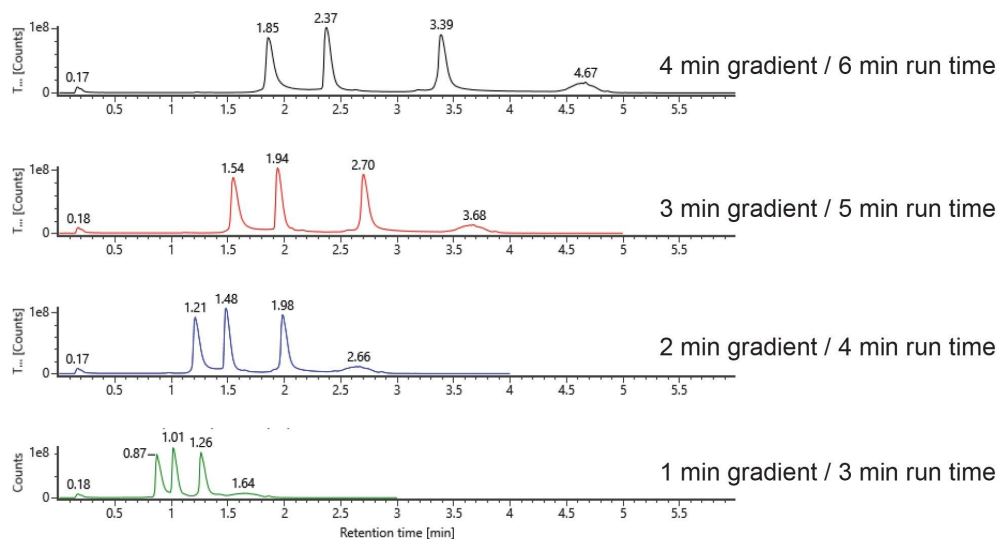 T... [Counts]
1e8
0
0.17
1.85
2.37
3.39
4.67
0.5 1 1.5 2 2.5 3 3.5 4 4.5 5 5.5
4 min gradient / 6 min run time
T... [Counts]
1e8
0
0.18
1.54
1.94
2.70
3.68
0.5 1 1.5 2 2.5 3 3.5 4 4.5 5 5.5
3 min gradient / 5 min run time
T... [Counts]
1e8
0
0.17
1.21
1.48
1.98
2.66
0.5 1 1.5 2 2.5 3 3.5 4 4.5 5 5.5
2 min gradient / 4 min run time
Counts
1e8
0
0.18
0.87
1.01
1.26
1.64
0.5 1 1.5 2 2.5 3 3.5 4 4.5 5 5.5
Retention time [min]
1 min gradient / 3 min run time